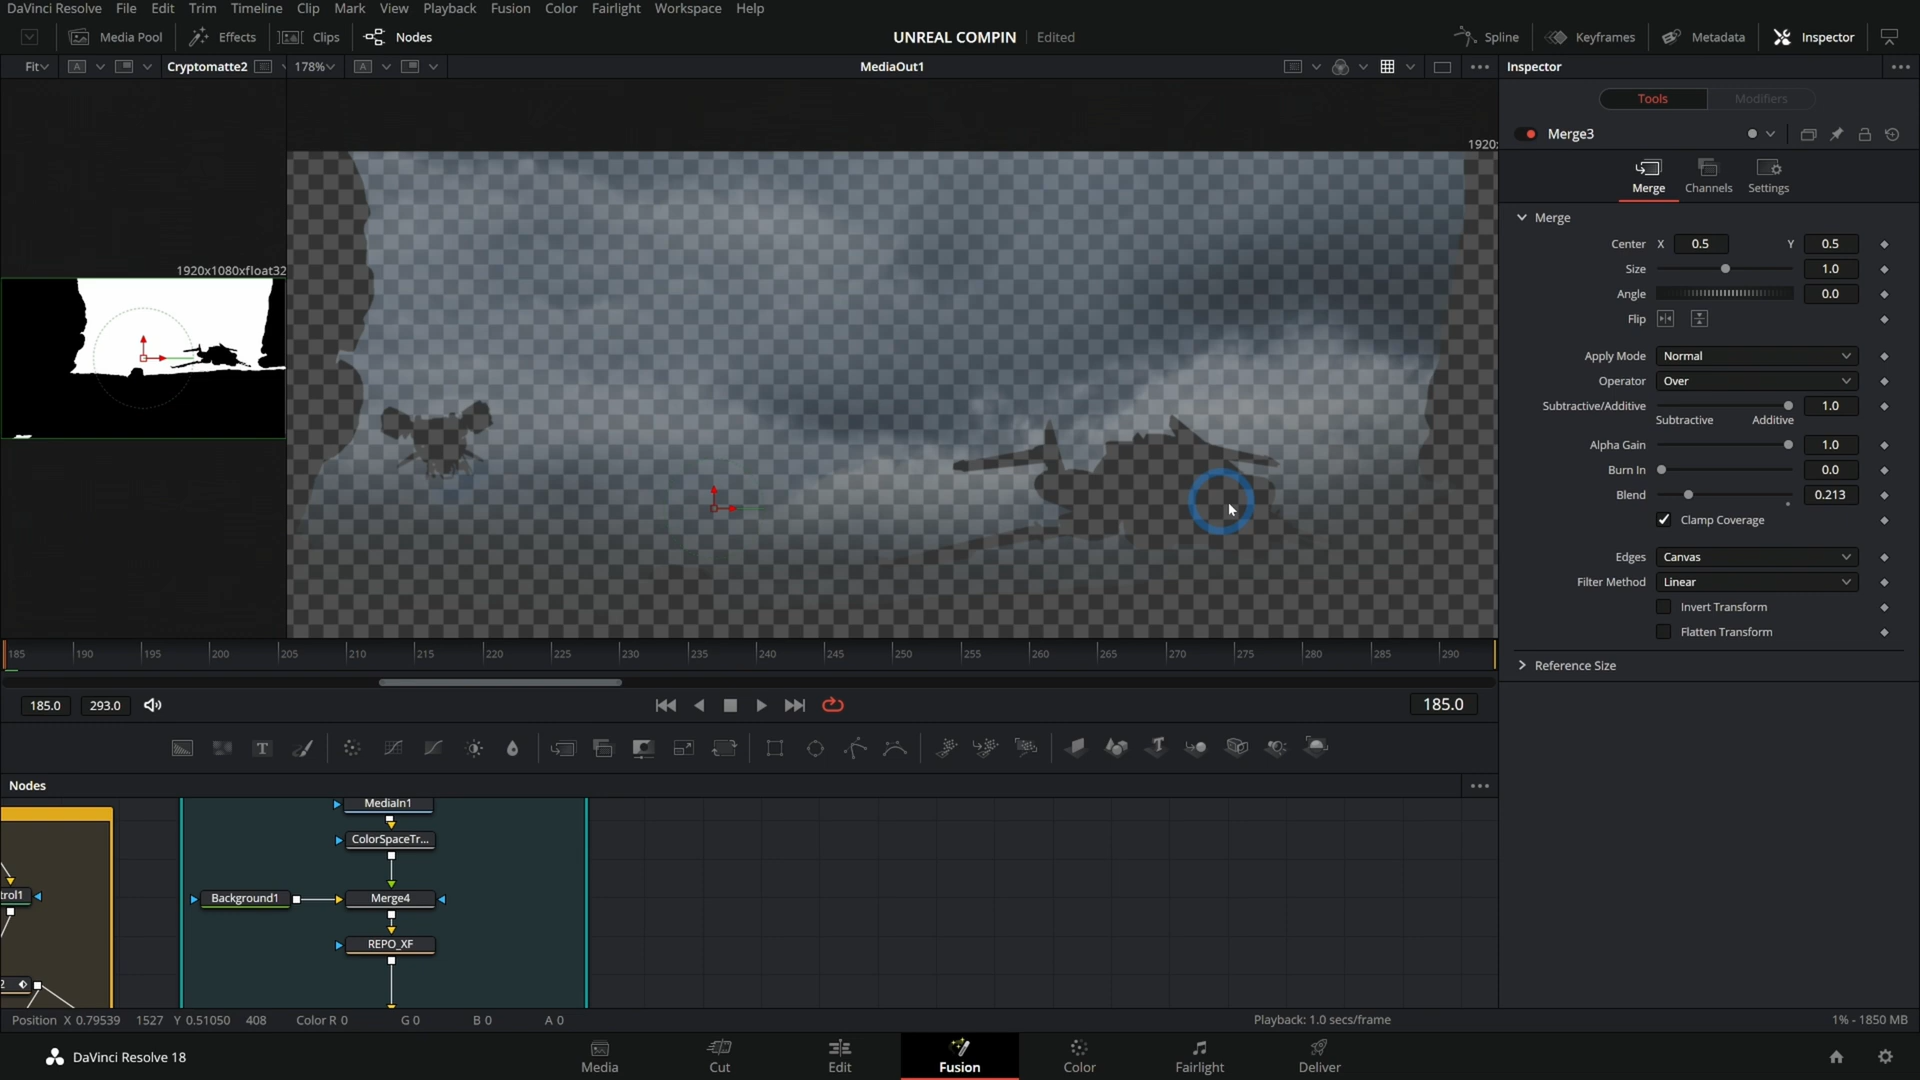 DaVinci Resolve File Edit Trim Timeline Clip Mark View Playback Fusion Color Fairlight Workspace Help
Media Pool Effects Clips Nodes UNREAL COMPIN Edited Spline Keyframes Metadata Inspector
Fit A Cryptomatte2 178% A MediaOut1 Inspector
Tools Modifiers
Merge3
1920:
Merge Channels Settings
Merge
Center X 0.5 Y 0.5
Size 1.0
1920x1080xfloat32
Angle 0.0
Flip
Apply Mode Normal
Operator Over
Subtractive/Additive 1.0
Subtractive Additive
Alpha Gain 1.0
Burn In 0.0
Blend 0.213
Clamp Coverage
Edges Canvas
Filter Method Linear
Invert Transform
Flatten Transform
185 190 195 200 205 210 215 220 225 230 235 240 245 250 255 260 265 270 275 280 285 290
Reference Size
185.0 293.0 185.0
T T
Nodes
MediaIn1
ColorSpaceTr...
trol1 Background1 Merge4
REPO_XF
2
Position X 0.79539 1527 Y 0.51050 408 Color R 0 G 0 B 0 A 0 Playback: 1.0 secs/frame 1% - 1850 MB
DaVinci Resolve 18 Media Cut Edit Fusion Color Fairlight Deliver